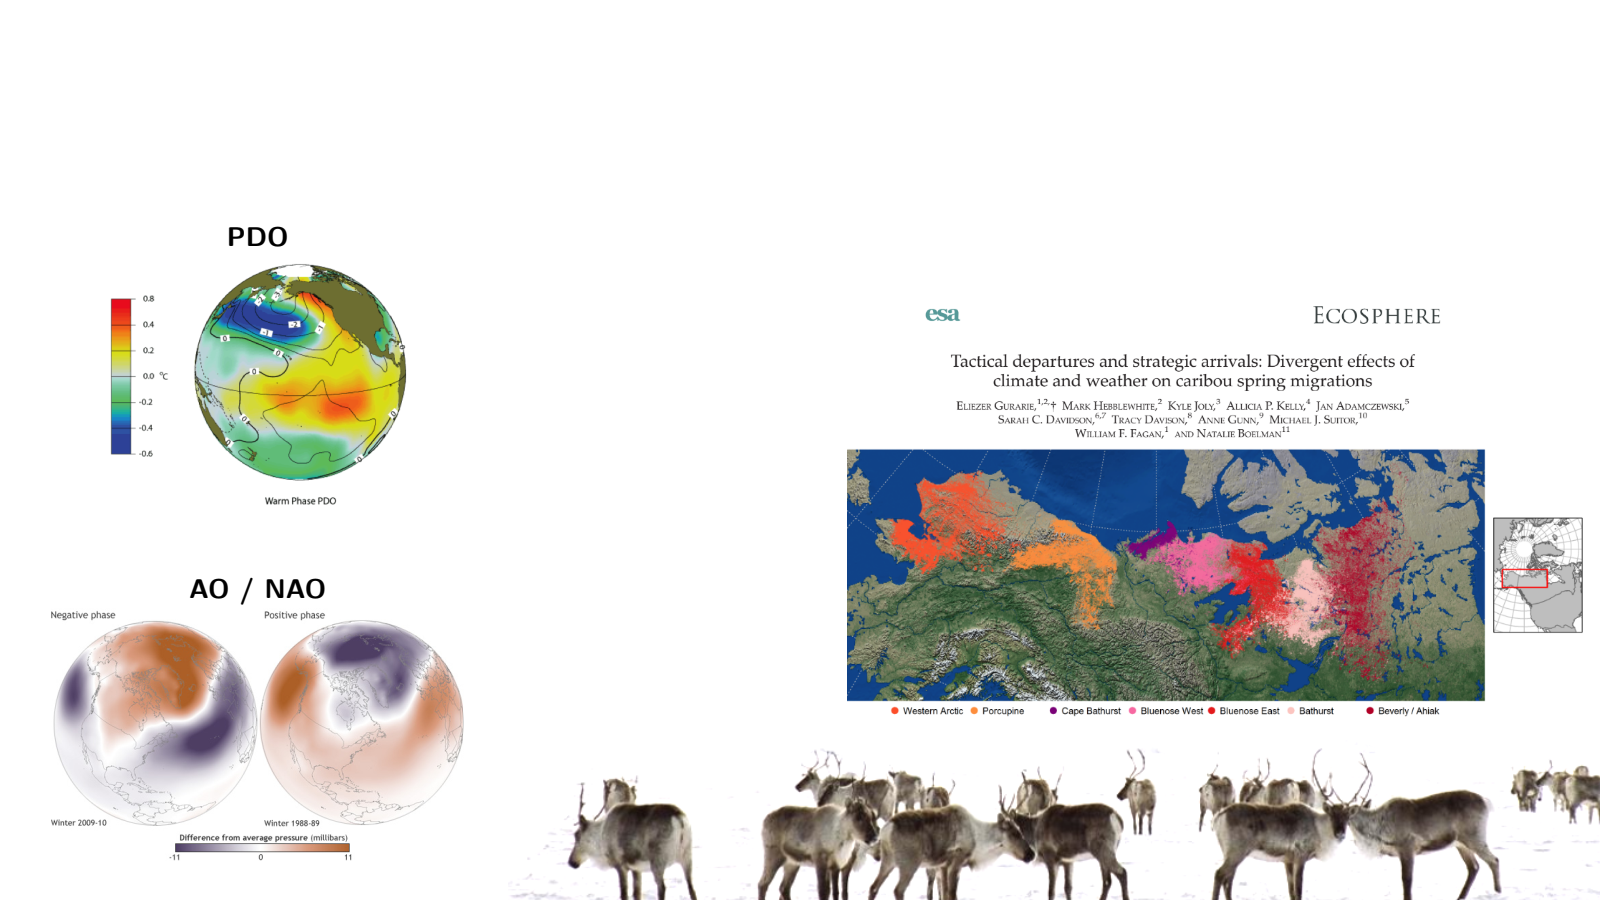 PDO
0.8
0.4
0.2
0.0 °C
-0.2
-0.4
-0.6
Warm Phase PDO
AO / NAO
Negative phase
Positive phase
Winter 2009-10
Winter 1988-89
Difference from average pressure (millibars)
-11 0 11
esa
ECOSPHERE
Tactical departures and strategic arrivals: Divergent effects of
climate and weather on caribou spring migrations
ELIEZER GURARIE,1,2,† MARK HEBBLEWHITE,2 KYLE JOLY,3 ALLICIA P. KELLY,4 JAN ADAMCZEWSKI,5
SARAH C. DAVIDSON,6,7 TRACY DAVISON,8 ANNE GUNN,9 MICHAEL J. SUITOR,10
WILLIAM F. FAGAN,1 AND NATALIE BOELMAN11
Western Arctic Porcupine Cape Bathurst Bluenose West Bluenose East Bathurst Beverly / Ahiak